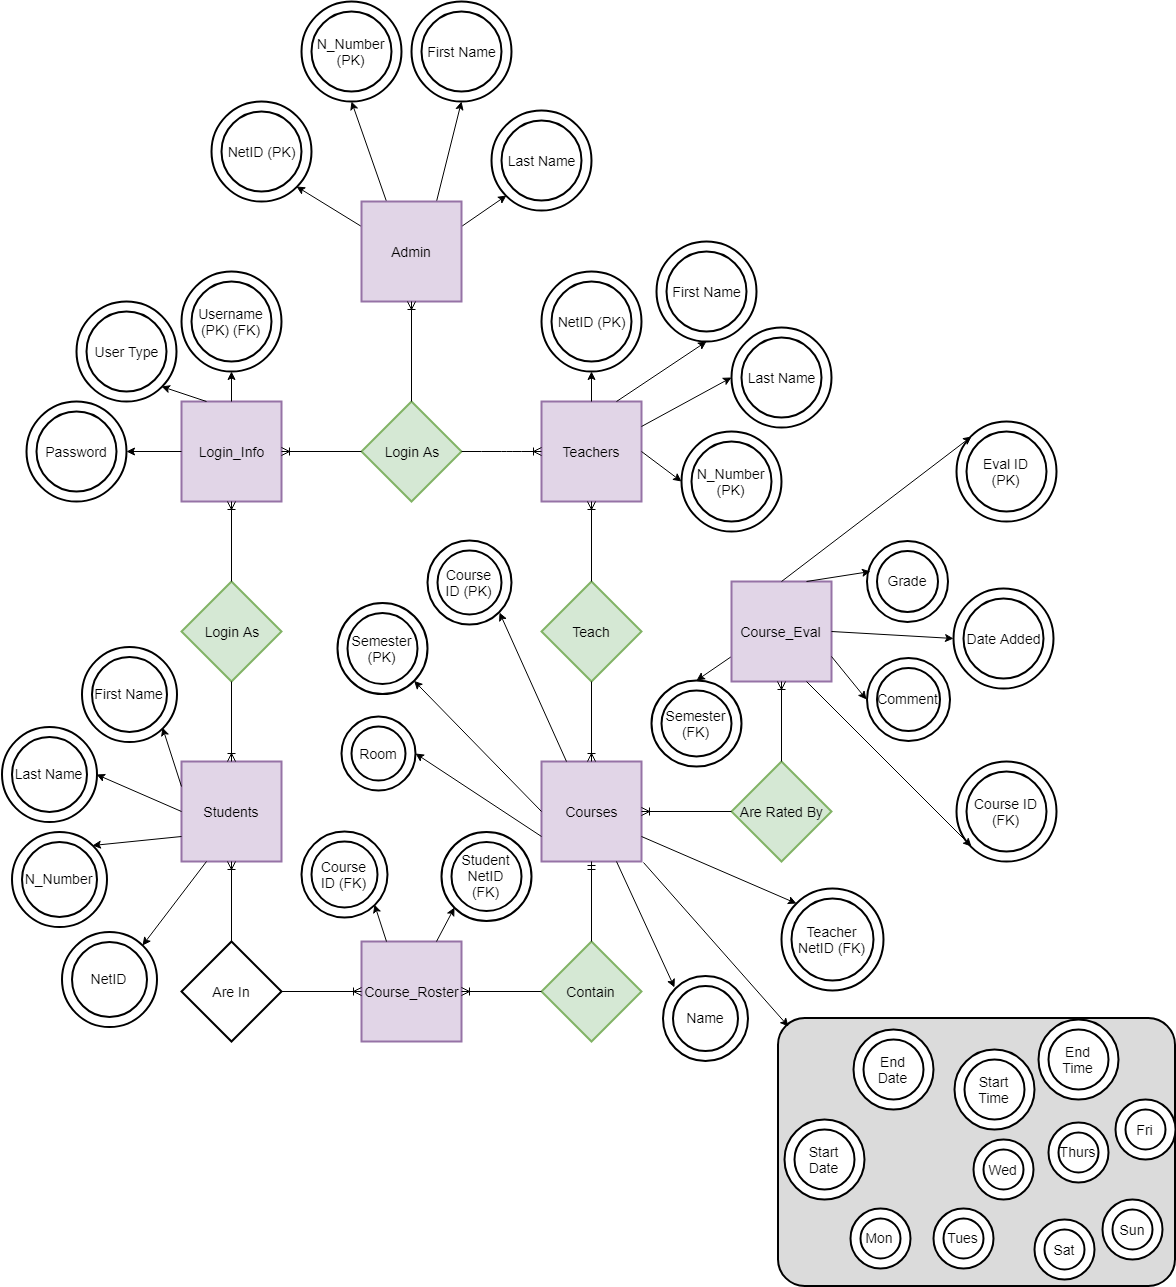 N_Number
(PK)
First Name
NetID (PK)
Last Name
Admin
Username
(PK) (FK)
User Type
Password
Login_Info
Login As
NetID (PK)
First Name
Last Name
Teachers
N_Number
(PK)
Eval ID
(PK)
Grade
Date Added
Course_Eval
Comment
Semester
(FK)
Course ID
(FK)
Course
ID (PK)
Semester
(PK)
Room
Login As
Teach
First Name
Last Name
Students
N_Number
NetID
Courses
Are Rated By
Course
ID (FK)
Student
NetID
(FK)
Teacher
NetID (FK)
Are In
Course_Roster
Contain
Name
End
Date
Start
Time
End
Time
Start
Date
Wed
Thurs
Fri
Mon
Tues
Sat
Sun